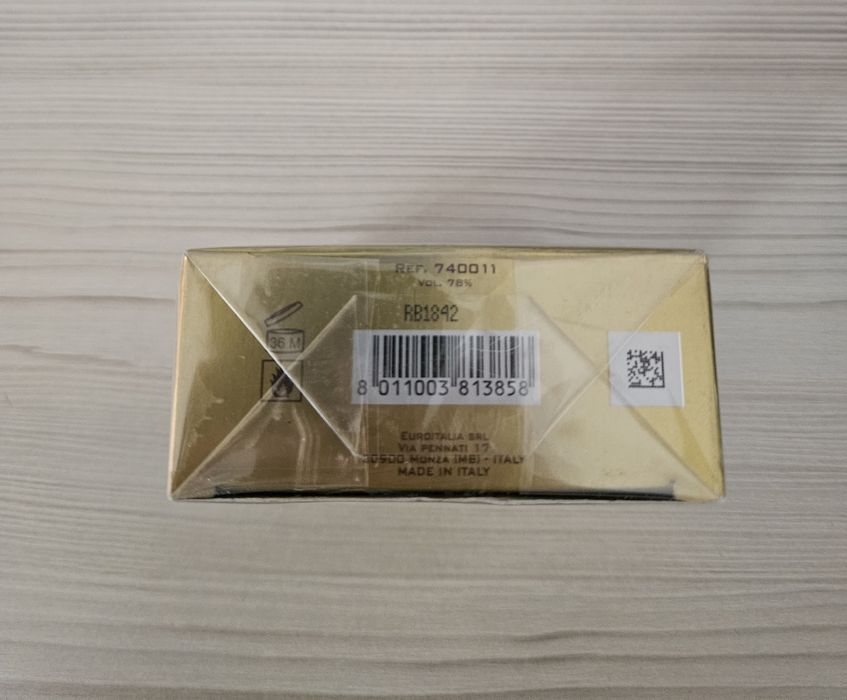 REF. 740011
VOL. 78%
RB1842
36 M
8 011003 813858
EUROITALIA SRL
VIA PENNATI 17
20900 MONZA (MB) - ITALY
MADE IN ITALY